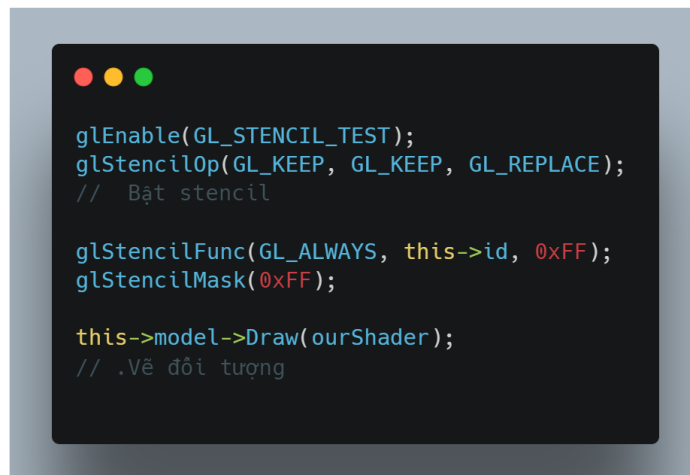 glEnable(GL_STENCIL_TEST);
glStencilOp(GL_KEEP, GL_KEEP, GL_REPLACE);
//  Bật stencil
glStencilFunc(GL_ALWAYS, this->id, 0xFF);
glStencilMask(0xFF);
this->model->Draw(ourShader);
// .Vẽ đối tượng